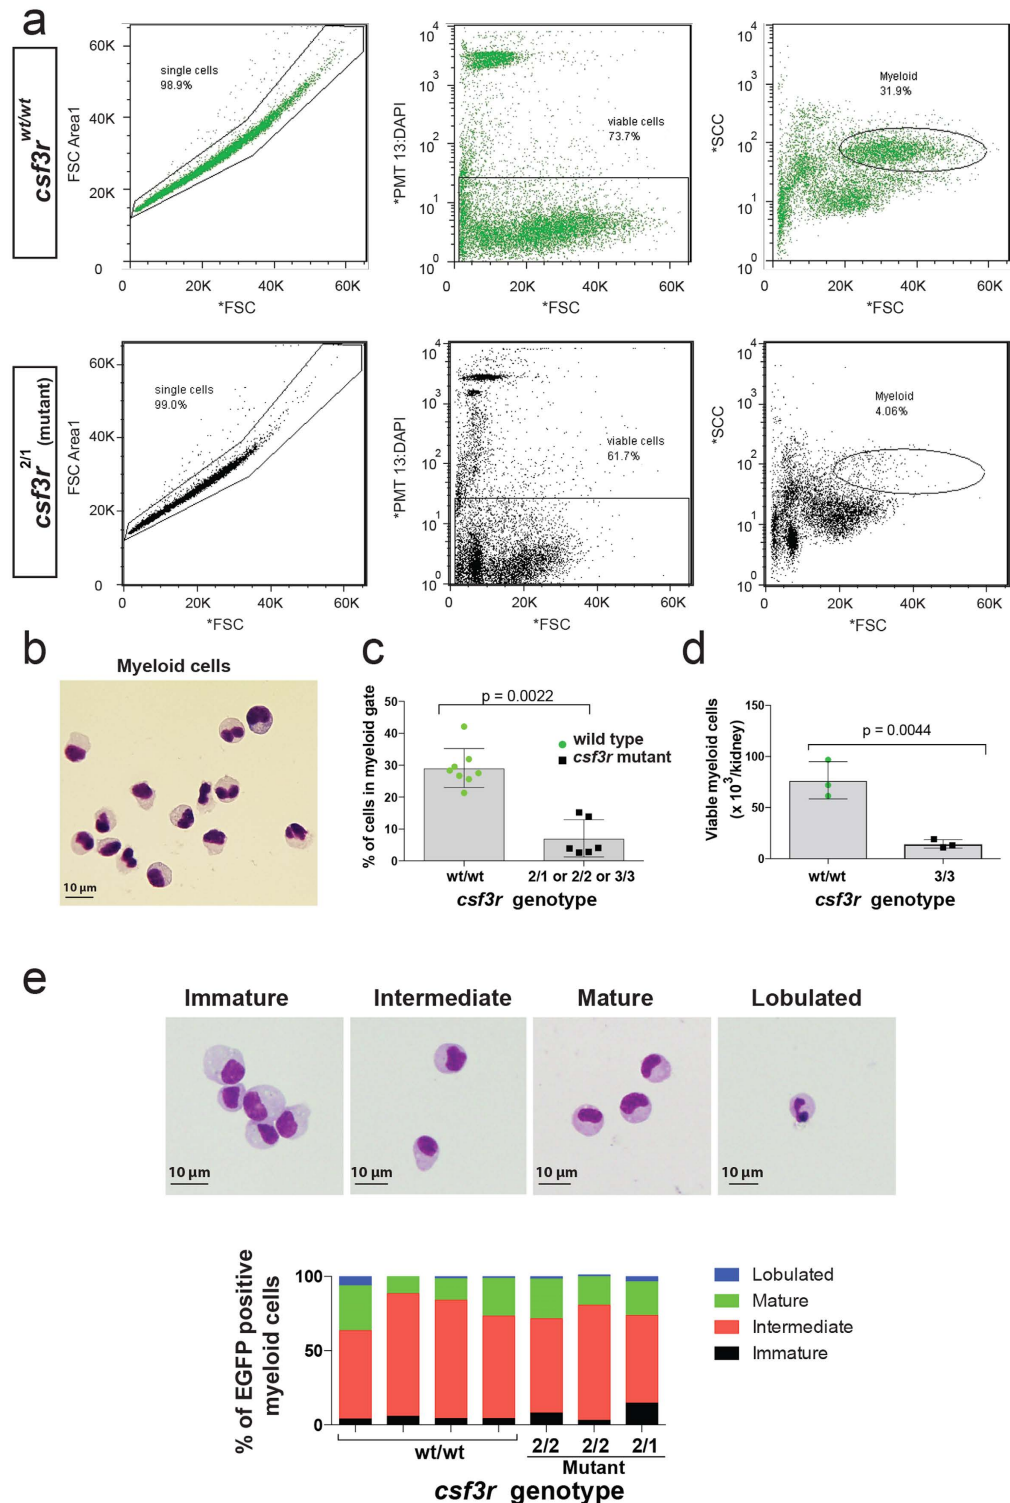 a
csf3r wt/wt
FSC Area1
60K
40K
20K
0
single cells
98.9%
0 20K 40K 60K
*FSC
*PMT 13:DAPI
10 4
10 3
10 2
10 1
10 0
viable cells
73.7%
0 20K 40K 60K
*FSC
*SCC
10 4
10 3
10 2
10 1
10 0
Myeloid
31.9%
0 20K 40K 60K
*FSC
csf3r 2/1 (mutant)
FSC Area1
60K
40K
20K
0
single cells
99.0%
0 20K 40K 60K
*FSC
*PMT 13:DAPI
10 4
10 3
10 2
10 1
10 0
viable cells
61.7%
0 20K 40K 60K
*FSC
*SCC
10 4
10 3
10 2
10 1
10 0
Myeloid
4.06%
0 20K 40K 60K
*FSC
b
Myeloid cells
10 µm
c
% of cells in myeloid gate
50
40
30
20
10
0
p = 0.0022
wild type
csf3r mutant
wt/wt 2/1 or 2/2 or 3/3
csf3r genotype
d
Viable myeloid cells
(x 10³/kidney)
150
100
50
0
p = 0.0044
wt/wt 3/3
csf3r genotype
e
Immature Intermediate Mature Lobulated
10 µm 10 µm 10 µm 10 µm
% of EGFP positive
myeloid cells
100
50
0
Lobulated
Mature
Intermediate
Immature
wt/wt 2/2 2/2 2/1
Mutant
csf3r genotype